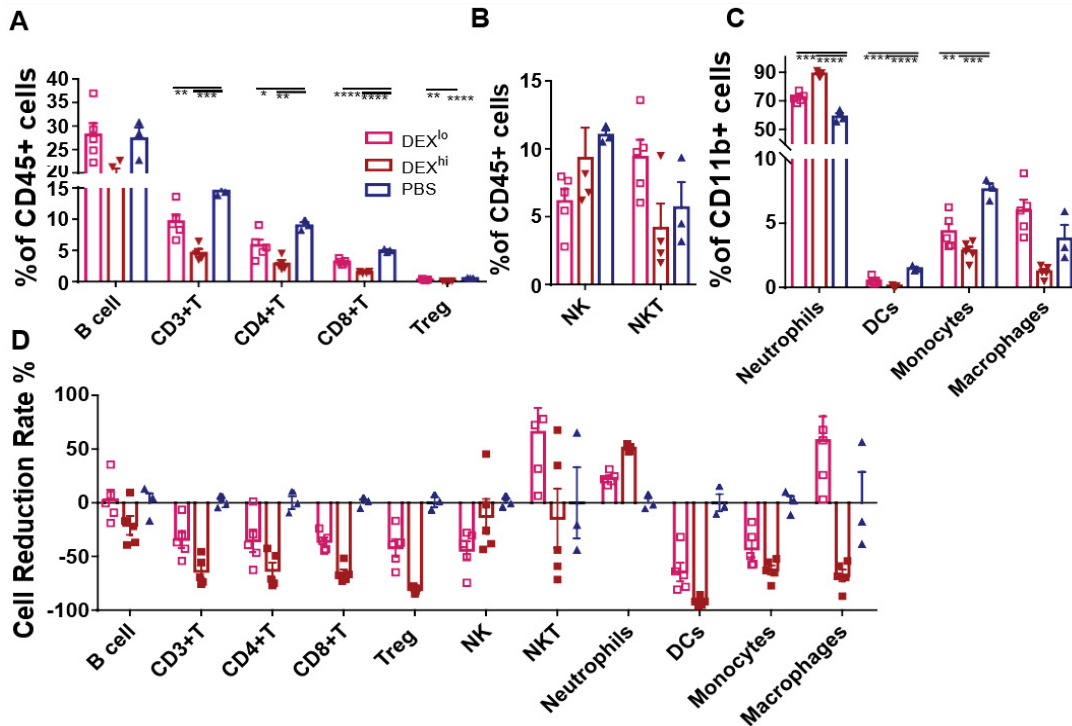 A
%of CD45+ cells
40
35
30
25
20
15
10
5
0
** ***
* **
**** ****
** ****
DEXlo
DEXhi
PBS
B cell
CD3+T
CD4+T
CD8+T
Treg
B
%of CD45+ cells
15
10
5
0
NK
NKT
C
%of CD11b+ cells
90
70
50
10
5
0
*** ****
**** ****
** ***
Neutrophils
DCs
Monocytes
Macrophages
D
Cell Reduction Rate %
100
50
0
-50
-100
B cell
CD3+T
CD4+T
CD8+T
Treg
NK
NKT
Neutrophils
DCs
Monocytes
Macrophages